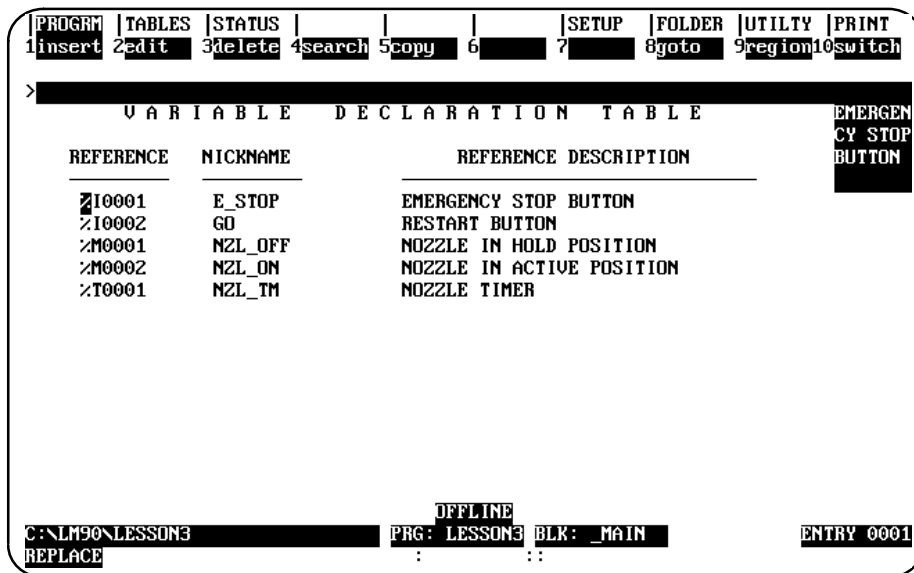 PROGRM |TABLES |STATUS | | |SETUP |FOLDER |UTILTY |PRINT
1insert 2edit 3delete 4search 5copy 6 7 8goto 9region10switch
>
VARIABLE DECLARATION TABLE
EMERGEN
CY STOP
BUTTON
REFERENCE NICKNAME REFERENCE DESCRIPTION
%I0001 E_STOP EMERGENCY STOP BUTTON
%I0002 GO RESTART BUTTON
%M0001 NZL_OFF NOZZLE IN HOLD POSITION
%M0002 NZL_ON NOZZLE IN ACTIVE POSITION
%T0001 NZL_TM NOZZLE TIMER
OFFLINE
C:\LM90\LESSON3 PRG: LESSON3 BLK: _MAIN ENTRY 0001
REPLACE : ::